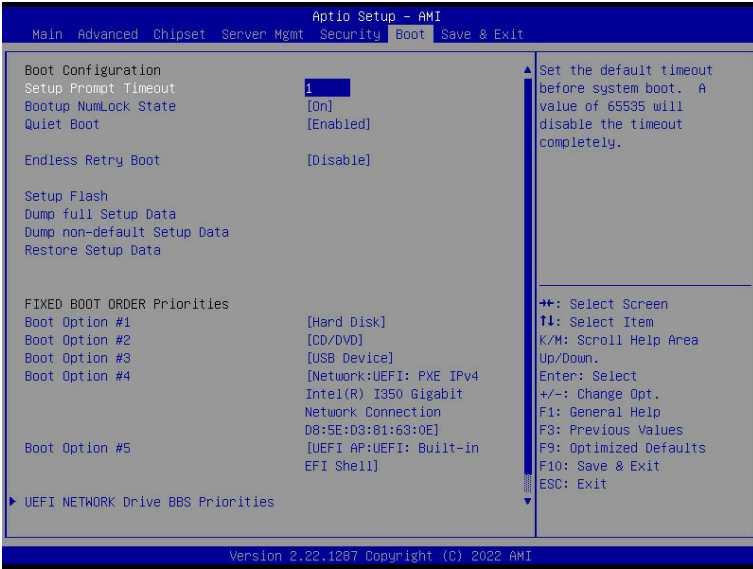 Aptio Setup - AMI
Main Advanced Chipset Server Mgmt Security Boot Save & Exit
Boot Configuration
Setup Prompt Timeout 1
Bootup NumLock State [On]
Quiet Boot [Enabled]
Endless Retry Boot [Disable]
Setup Flash
Dump full Setup Data
Dump non-default Setup Data
Restore Setup Data
FIXED BOOT ORDER Priorities
Boot Option #1 [Hard Disk]
Boot Option #2 [CD/DVD]
Boot Option #3 [USB Device]
Boot Option #4 [Network:UEFI: PXE IPv4
Intel(R) I350 Gigabit
Network Connection
D8:5E:D3:81:63:0E]
Boot Option #5 [UEFI AP:UEFI: Built-in
EFI Shell]
UEFI NETWORK Drive BBS Priorities
Set the default timeout
before system boot. A
value of 65535 will
disable the timeout
completely.
→←: Select Screen
↑↓: Select Item
K/M: Scroll Help Area
Up/Down.
Enter: Select
+/-: Change Opt.
F1: General Help
F3: Previous Values
F9: Optimized Defaults
F10: Save & Exit
ESC: Exit
Version 2.22.1287 Copyright (C) 2022 AMI